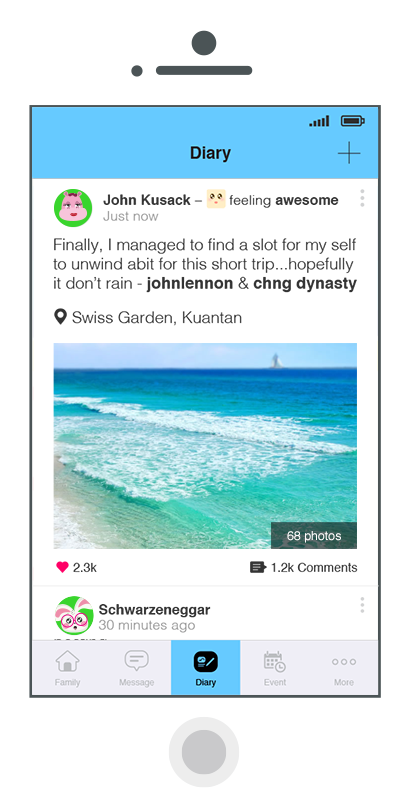 Diary
John Kusack – feeling awesome
Just now
Finally, I managed to find a slot for my self
to unwind abit for this short trip...hopefully
it don't rain - johnlennon & chng dynasty
Swiss Garden, Kuantan
68 photos
2.3k
1.2k Comments
Schwarzeneggar
30 minutes ago
Family
Message
Diary
Event
More